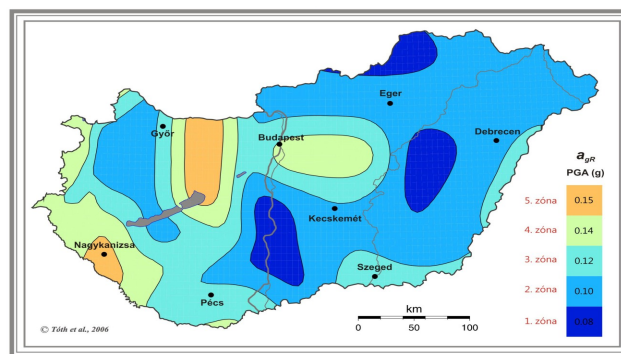 Eger
Győr
Budapest
Debrecen
Kecskemét
Nagykanizsa
Szeged
Pécs
agR
PGA (g)
5. zóna 0.15
4. zóna 0.14
3. zóna 0.12
2. zóna 0.10
1. zóna 0.08
km
0 50 100
© Tóth et al., 2006